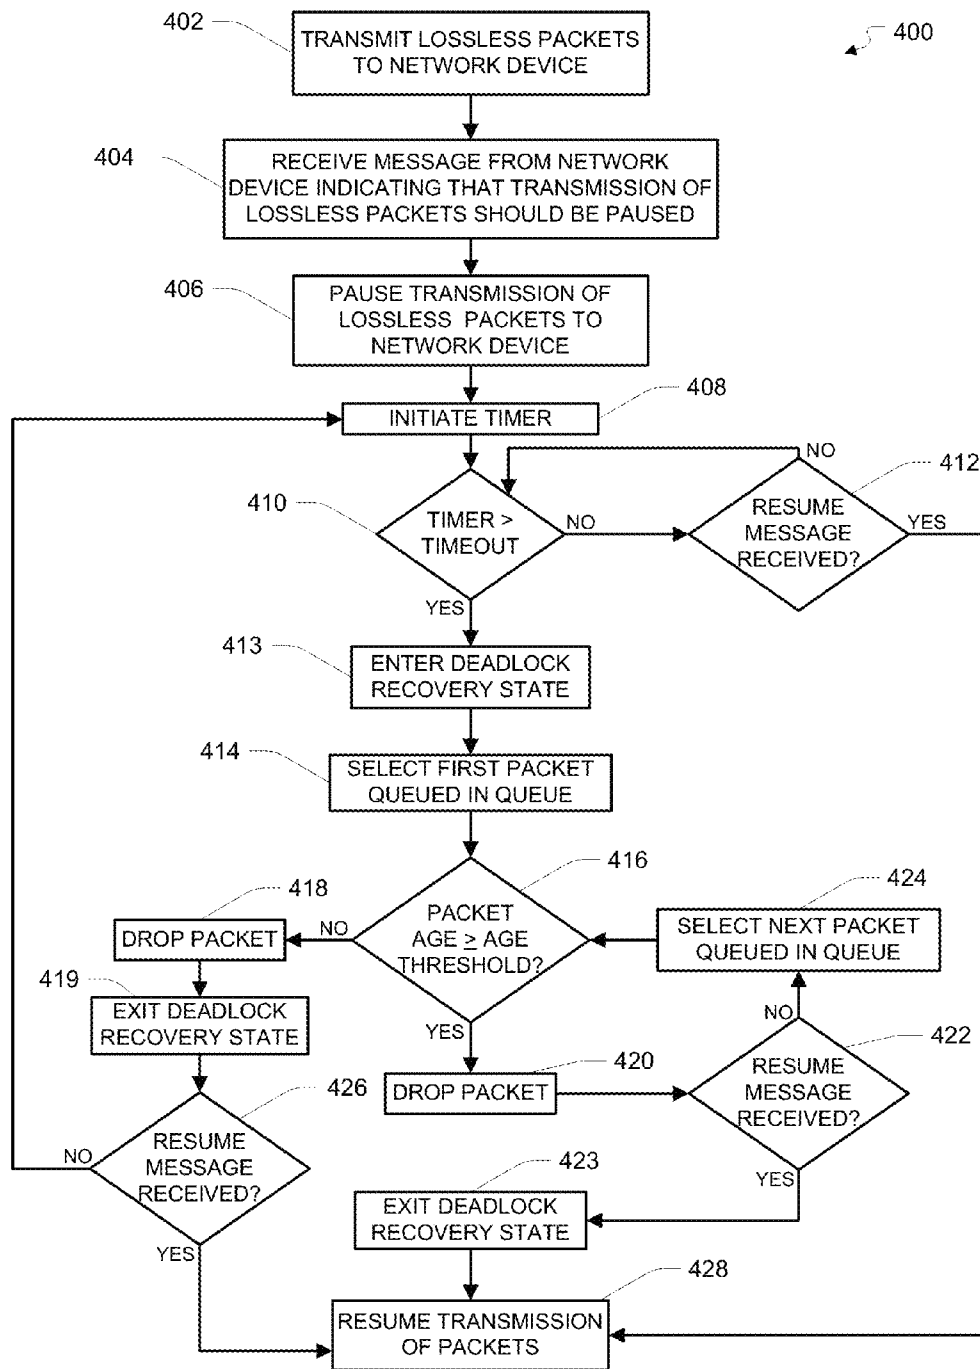 402
TRANSMIT LOSSLESS PACKETS
TO NETWORK DEVICE
400
404
RECEIVE MESSAGE FROM NETWORK
DEVICE INDICATING THAT TRANSMISSION OF
LOSSLESS PACKETS SHOULD BE PAUSED
406
PAUSE TRANSMISSION OF
LOSSLESS PACKETS TO
NETWORK DEVICE
408
INITIATE TIMER
410
TIMER >
TIMEOUT
NO
YES
412
RESUME
MESSAGE
RECEIVED?
NO
YES
413
ENTER DEADLOCK
RECOVERY STATE
414
SELECT FIRST PACKET
QUEUED IN QUEUE
416
PACKET
AGE ≥ AGE
THRESHOLD?
NO
YES
418
DROP PACKET
419
EXIT DEADLOCK
RECOVERY STATE
420
DROP PACKET
424
SELECT NEXT PACKET
QUEUED IN QUEUE
422
RESUME
MESSAGE
RECEIVED?
NO
YES
426
RESUME
MESSAGE
RECEIVED?
NO
YES
423
EXIT DEADLOCK
RECOVERY STATE
428
RESUME TRANSMISSION
OF PACKETS